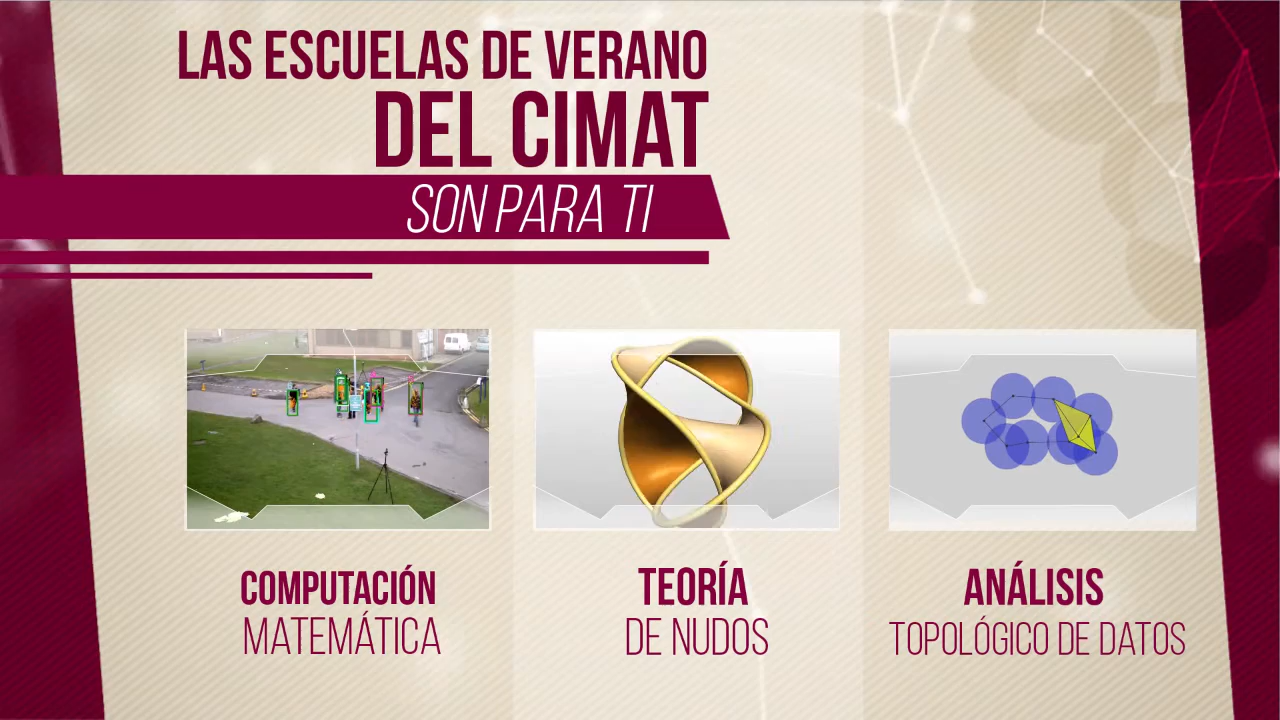 LAS ESCUELAS DE VERANO
DEL CIMAT
SON PARA TI
COMPUTACIÓN
MATEMÁTICA
TEORÍA
DE NUDOS
ANÁLISIS
TOPOLÓGICO DE DATOS